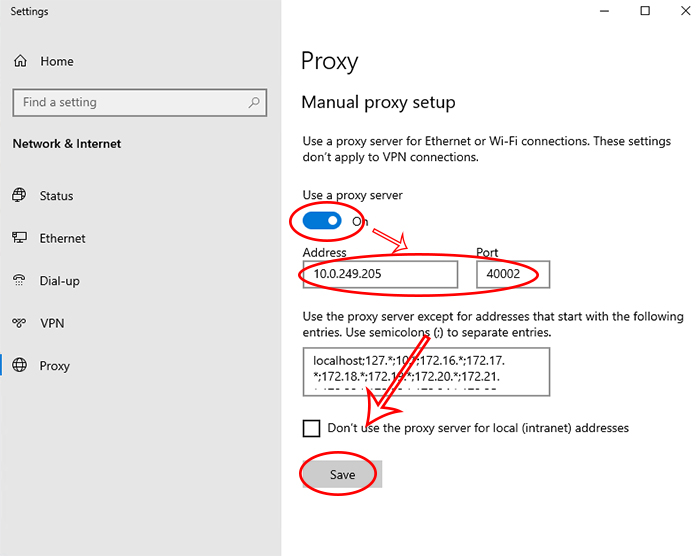 Settings
Home
Find a setting
Network & Internet
Status
Ethernet
Dial-up
VPN
Proxy
Proxy
Manual proxy setup
Use a proxy server for Ethernet or Wi-Fi connections. These settings
don't apply to VPN connections.
Use a proxy server
On
Address
Port
10.0.249.205
40002
Use the proxy server except for addresses that start with the following
entries. Use semicolons (;) to separate entries.
localhost;127.*;10.*;172.16.*;172.17.
*;172.18.*;172.19.*;172.20.*;172.21.
Don't use the proxy server for local (intranet) addresses
Save